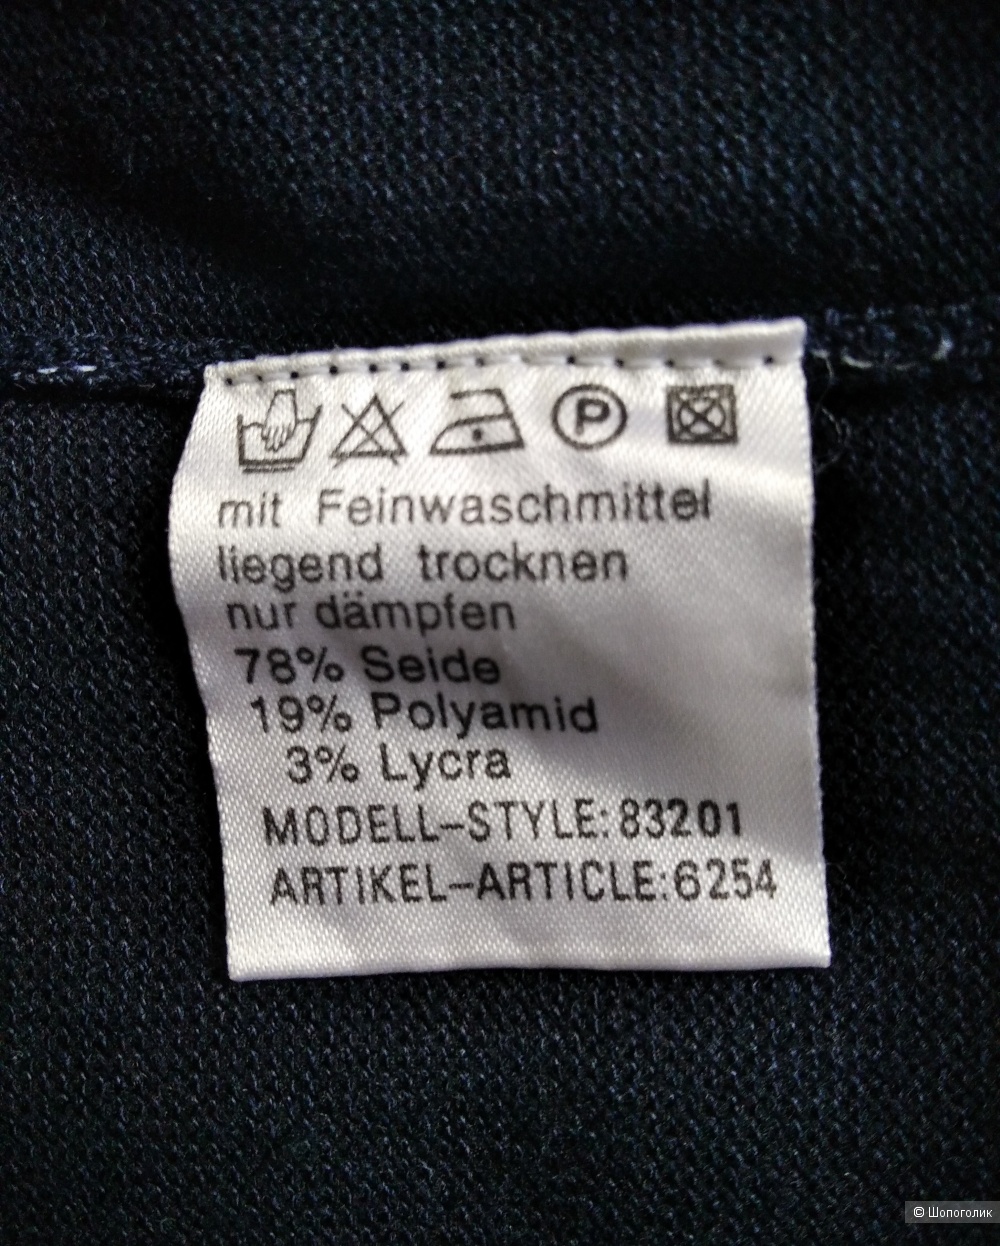 P
mit Feinwaschmittel
liegend trocknen
nur dämpfen
78% Seide
19% Polyamid
3% Lycra
MODELL-STYLE: 83201
ARTIKEL-ARTICLE: 6254
© Шопоголик